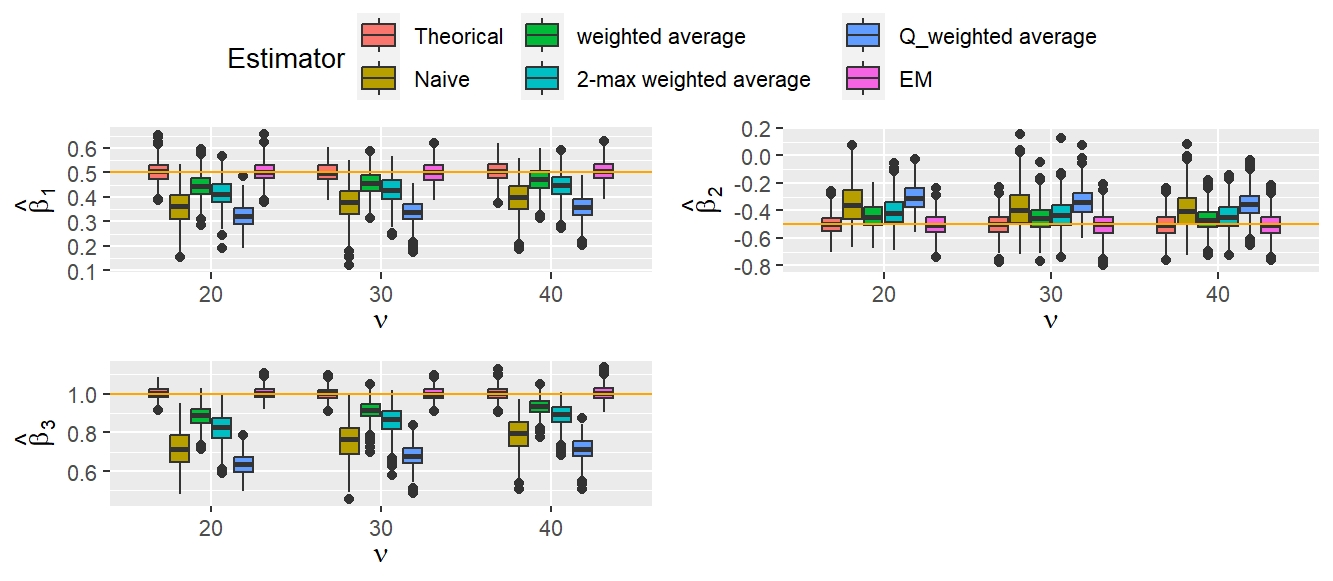 Estimator
Theorical
weighted average
Q_weighted average
Naive
2-max weighted average
EM
β̂1
0.6
0.5
0.4
0.3
0.2
0.1
20
30
40
ν
β̂2
0.2
0.0
-0.2
-0.4
-0.6
-0.8
20
30
40
ν
β̂3
1.0
0.8
0.6
20
30
40
ν